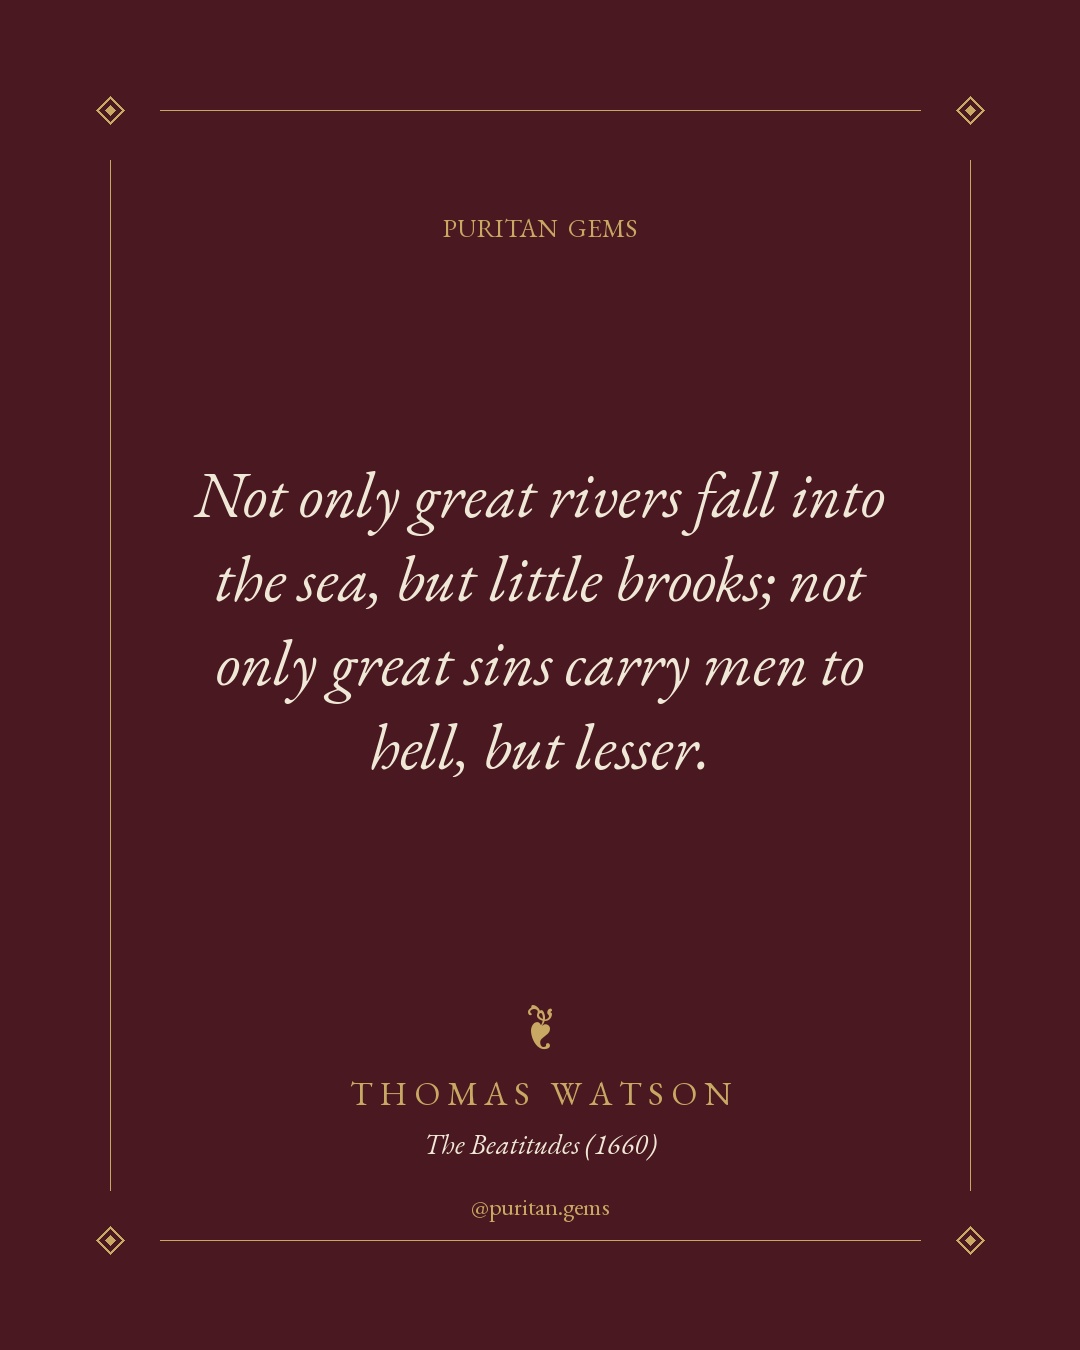 PURITAN GEMS
Not only great rivers fall into
the sea, but little brooks; not
only great sins carry men to
hell, but lesser.
THOMAS WATSON
The Beatitudes (1660)
@puritan.gems